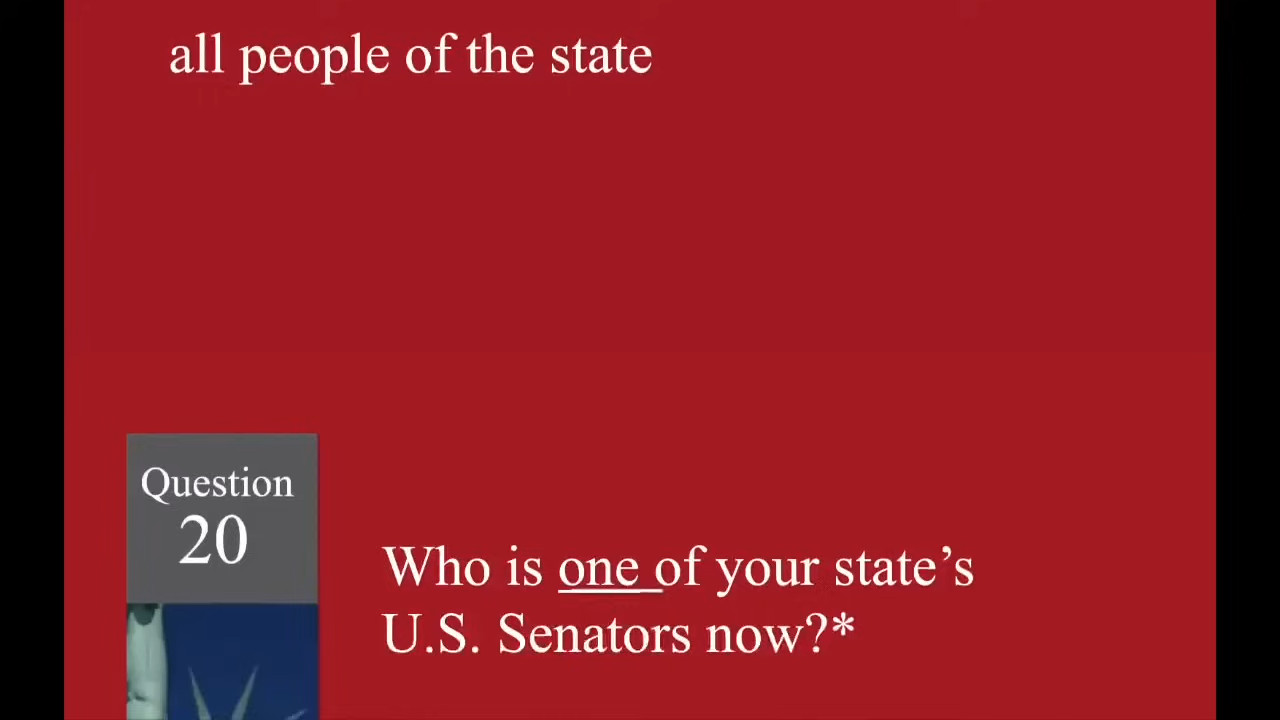 all people of the state
Question
20
Who is one of your state’s
U.S. Senators now?*